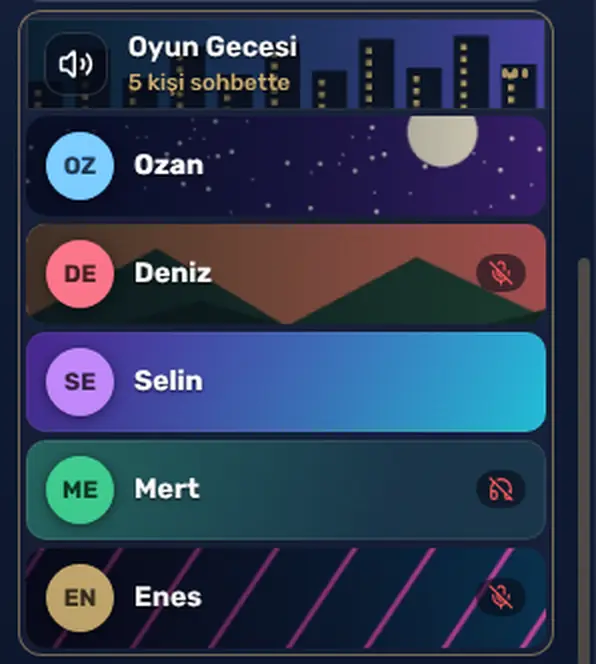 Oyun Gecesi
5 kişi sohbette
OZ Ozan
DE Deniz
SE Selin
ME Mert
EN Enes